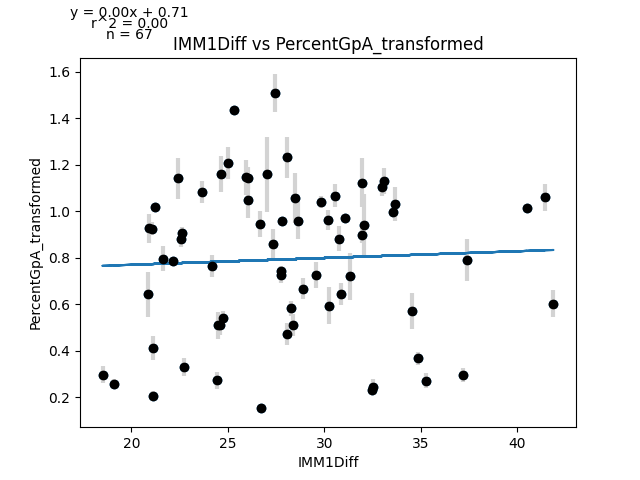 y = 0.00x + 0.71
r^2 = 0.00
n = 67
IMM1Diff vs PercentGpA_transformed
1.6
1.4
1.2
1.0
0.8
0.6
0.4
0.2
PercentGpA_transformed
20 25 30 35 40
IMM1Diff